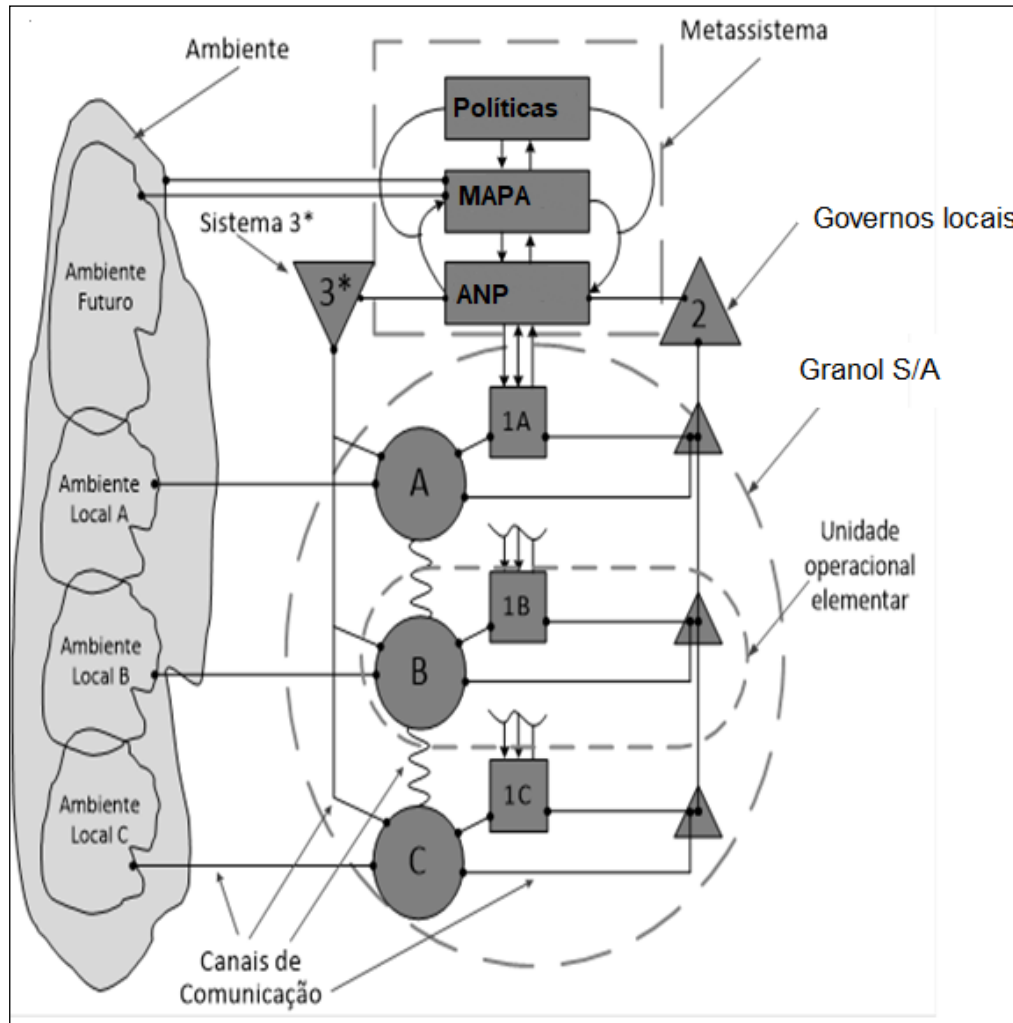 Ambiente
Metassistema
Políticas
MAPA
ANP
Sistema 3*
3*
Governos locais
2
Granol S/A
Ambiente
Futuro
1A
A
Ambiente
Local A
Unidade
operacional
elementar
1B
B
Ambiente
Local B
1C
C
Ambiente
Local C
Canais de
Comunicação